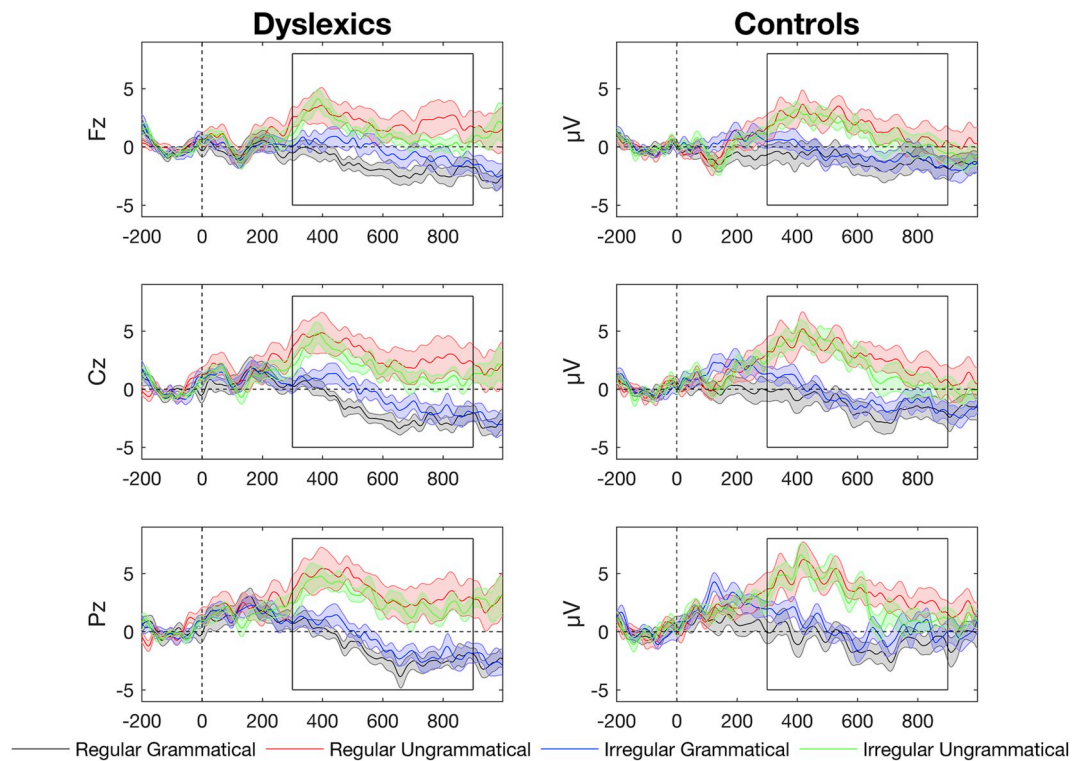 Dyslexics Controls
Fz 5 0 -5 μV 5 0 -5
-200 0 200 400 600 800 -200 0 200 400 600 800
Cz 5 0 -5 μV 5 0 -5
-200 0 200 400 600 800 -200 0 200 400 600 800
Pz 5 0 -5 μV 5 0 -5
-200 0 200 400 600 800 -200 0 200 400 600 800
Regular Grammatical Regular Ungrammatical Irregular Grammatical Irregular Ungrammatical